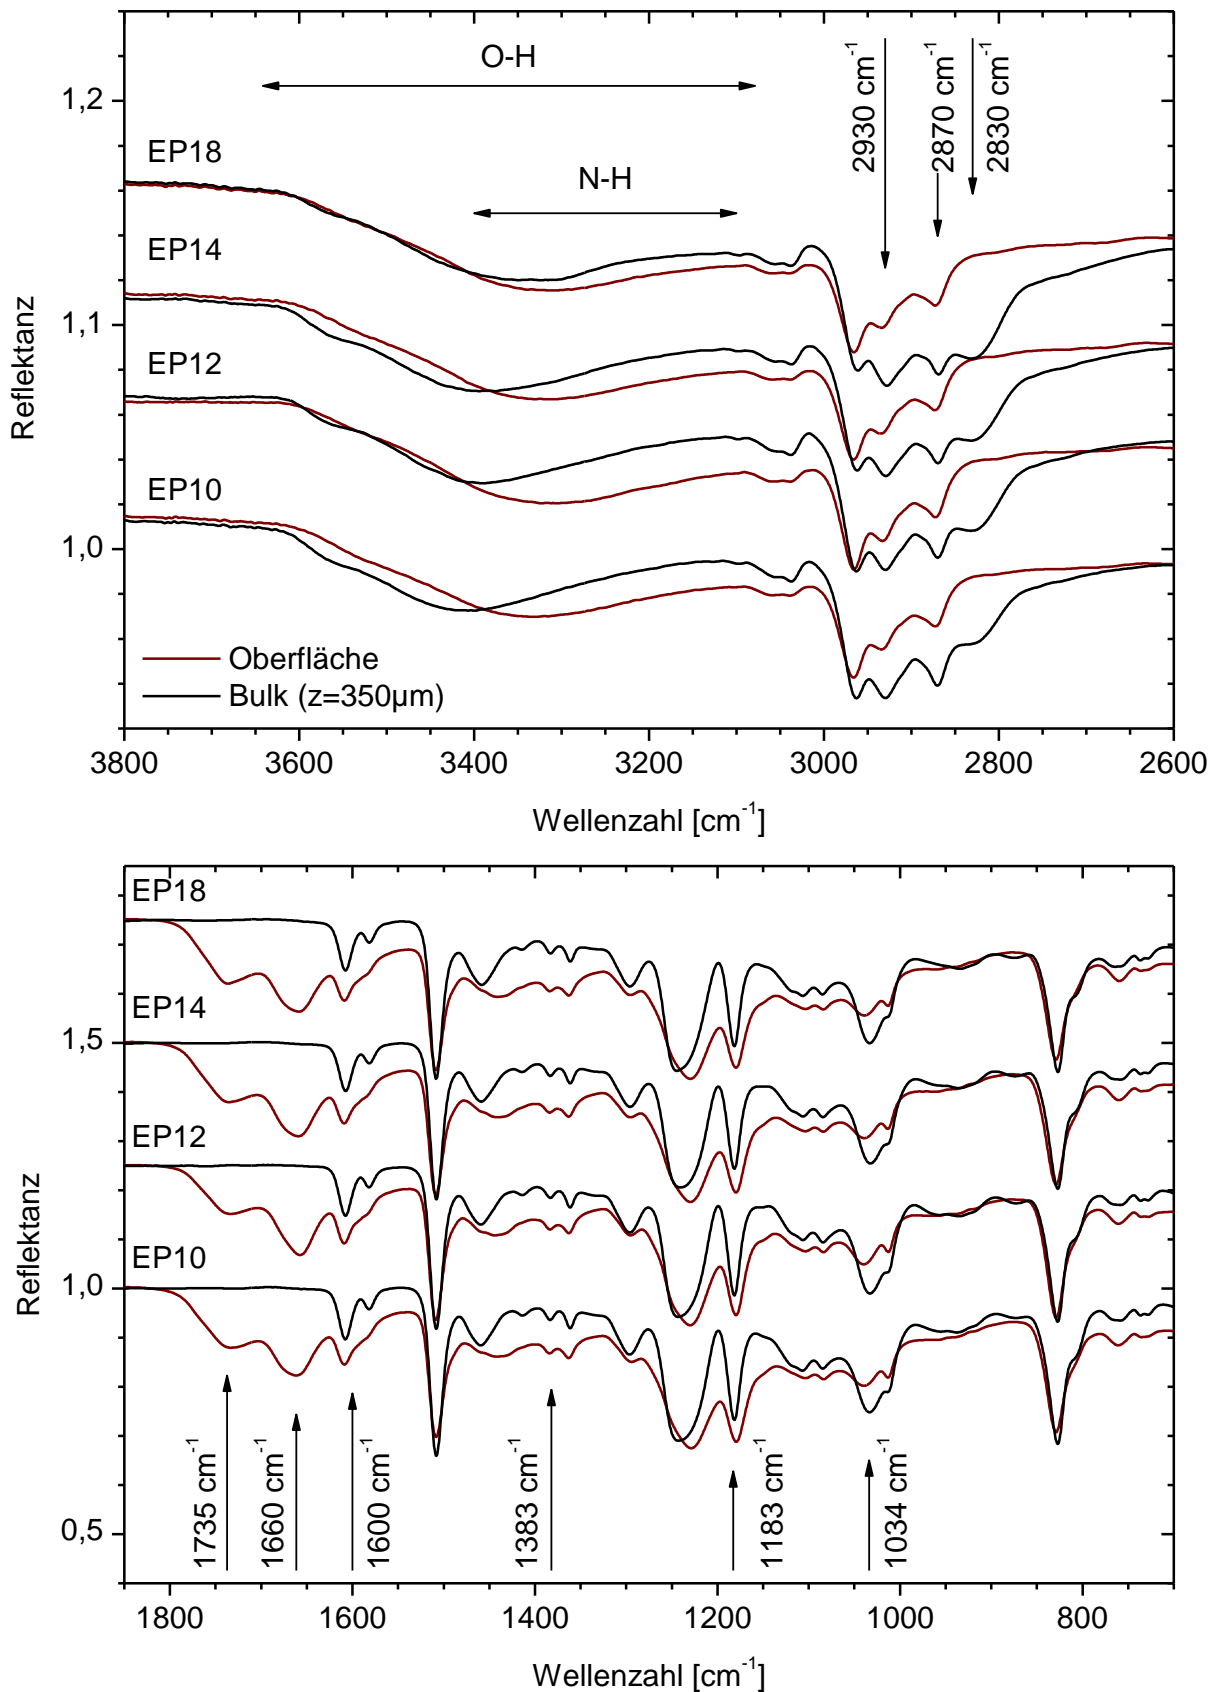 O-H
N-H
2930 cm⁻¹
2870 cm⁻¹
2830 cm⁻¹
1,2
1,1
1,0
Reflektanz
EP18
EP14
EP12
EP10
Oberfläche
Bulk (z=350µm)
3800 3600 3400 3200 3000 2800 2600
Wellenzahl [cm⁻¹]
EP18
EP14
EP12
EP10
1,5
1,0
0,5
Reflektanz
1735 cm⁻¹
1660 cm⁻¹
1600 cm⁻¹
1383 cm⁻¹
1183 cm⁻¹
1034 cm⁻¹
1800 1600 1400 1200 1000 800
Wellenzahl [cm⁻¹]